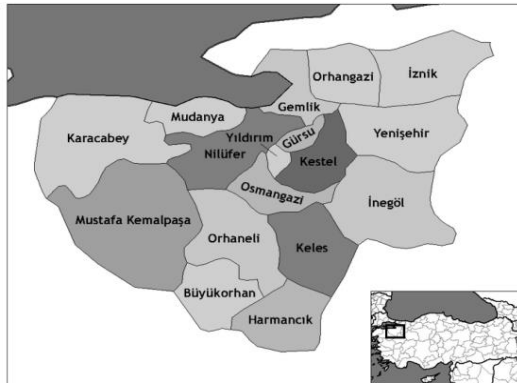 İznik
Orhangazi
Gemlik
Mudanya
Karacabey
Yıldırım
Gürsu
Yenişehir
Nilüfer
Kestel
Osmangazi
İnegöl
Mustafa Kemalpaşa
Orhaneli
Keles
Büyükorhan
Harmancık